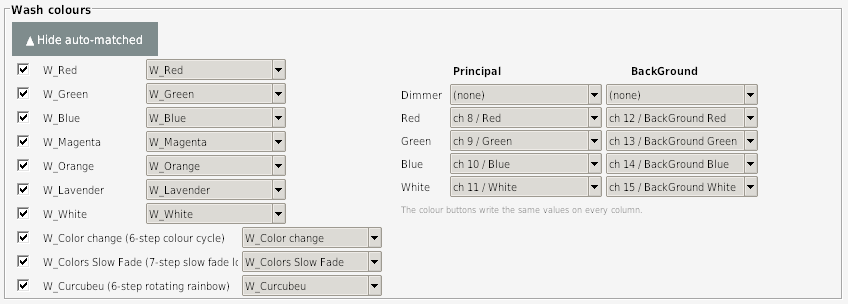 Wash colours
▲ Hide auto-matched
W_Red W_Red
W_Green W_Green
W_Blue W_Blue
W_Magenta W_Magenta
W_Orange W_Orange
W_Lavender W_Lavender
W_White W_White
W_Color change (6-step colour cycle) W_Color change
W_Colors Slow Fade (7-step slow fade lo W_Colors Slow Fade
W_Curcubeu (6-step rotating rainbow) W_Curcubeu
Principal BackGround
Dimmer (none) (none)
Red ch 8 / Red ch 12 / BackGround Red
Green ch 9 / Green ch 13 / BackGround Green
Blue ch 10 / Blue ch 14 / BackGround Blue
White ch 11 / White ch 15 / BackGround White
The colour buttons write the same values on every column.